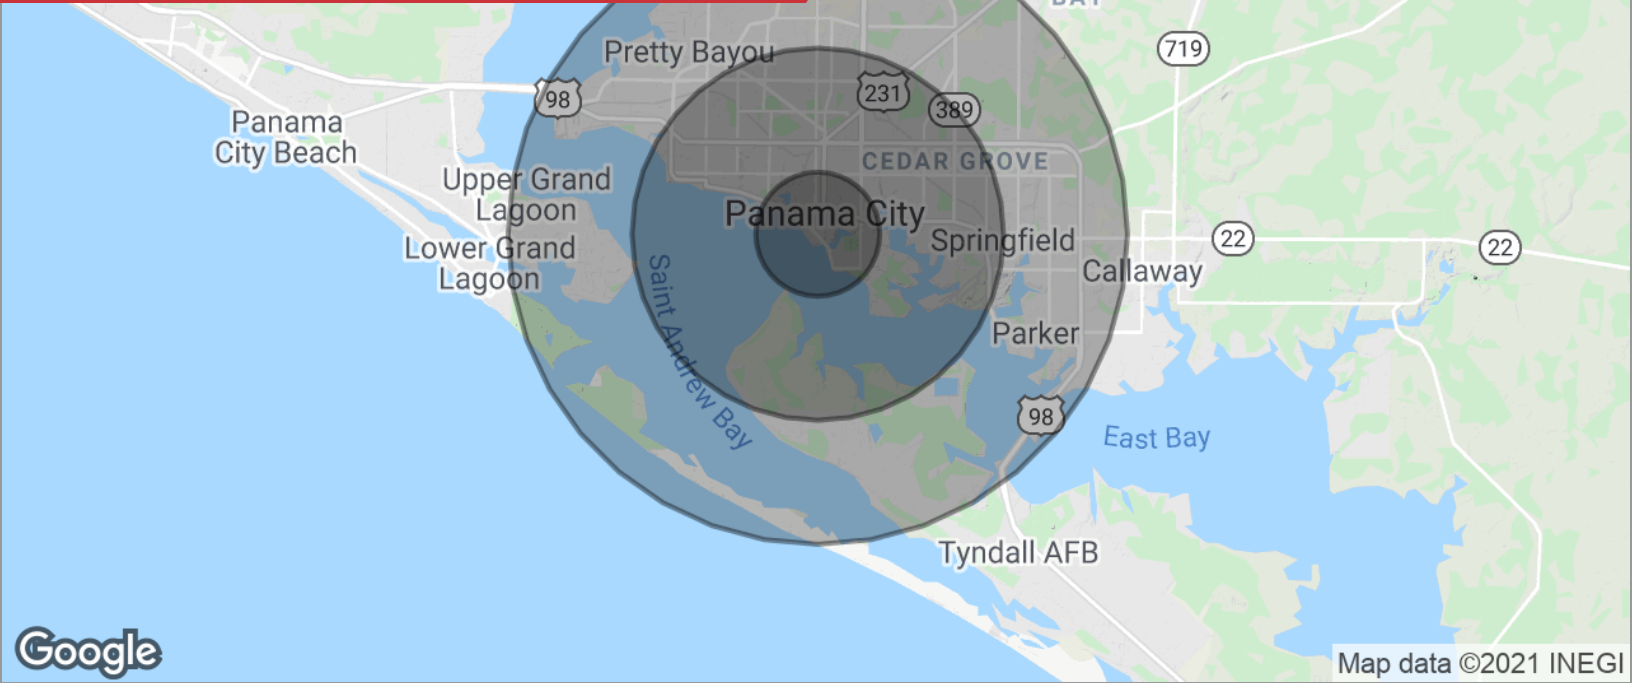 BAY
Pretty Bayou
719
98
231
389
Panama
City Beach
CEDAR GROVE
Upper Grand
Lagoon
Panama City
Lower Grand
Lagoon
Springfield
22
22
Callaway
Saint Andrew Bay
Parker
98
East Bay
Tyndall AFB
Google
Map data ©2021 INEGI